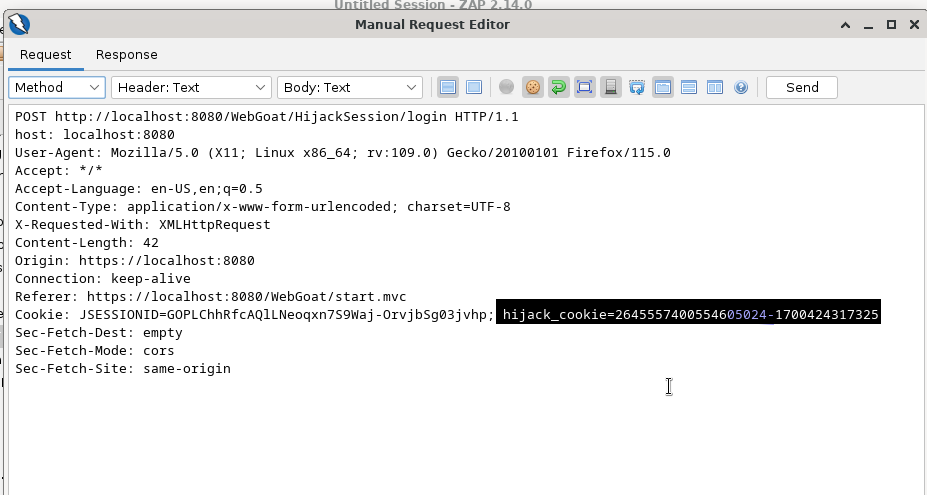 Untitled Session - ZAP 2.14.0
Manual Request Editor
Request Response
Method Header: Text Body: Text Send
POST http://localhost:8080/WebGoat/HijackSession/login HTTP/1.1
host: localhost:8080
User-Agent: Mozilla/5.0 (X11; Linux x86_64; rv:109.0) Gecko/20100101 Firefox/115.0
Accept: */*
Accept-Language: en-US,en;q=0.5
Content-Type: application/x-www-form-urlencoded; charset=UTF-8
X-Requested-With: XMLHttpRequest
Content-Length: 42
Origin: https://localhost:8080
Connection: keep-alive
Referer: https://localhost:8080/WebGoat/start.mvc
Cookie: JSESSIONID=GOPLChhRfcAQlLNeoqxn7S9Waj-OrvjbSg03jvhp; hijack_cookie=2645557400554605024-1700424317325
Sec-Fetch-Dest: empty
Sec-Fetch-Mode: cors
Sec-Fetch-Site: same-origin